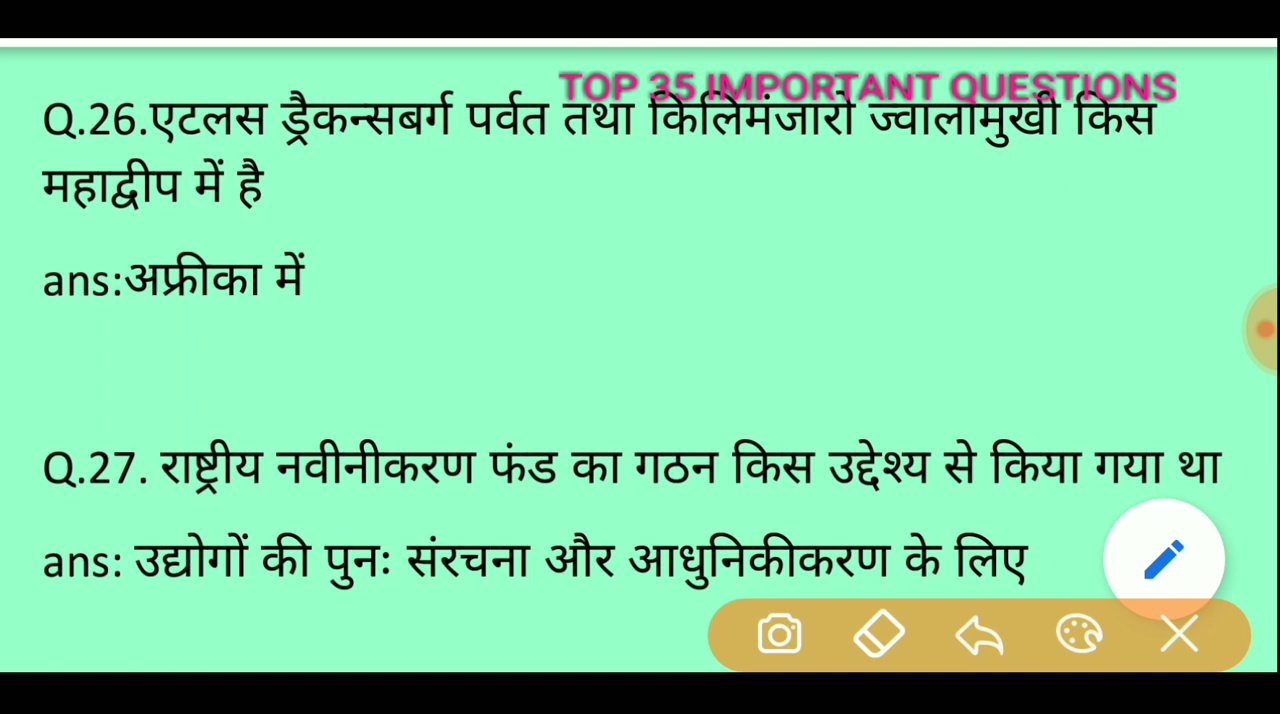 TOP 35 IMPORTANT QUESTIONS
Q.26.एटलस ड्रैकन्सबर्ग पर्वत तथा किलिमंजारो ज्वालामुखी किस
महाद्वीप में है
ans:अफ्रीका में
Q.27. राष्ट्रीय नवीनीकरण फंड का गठन किस उद्देश्य से किया गया था
ans: उद्योगों की पुनः संरचना और आधुनिकीकरण के लिए